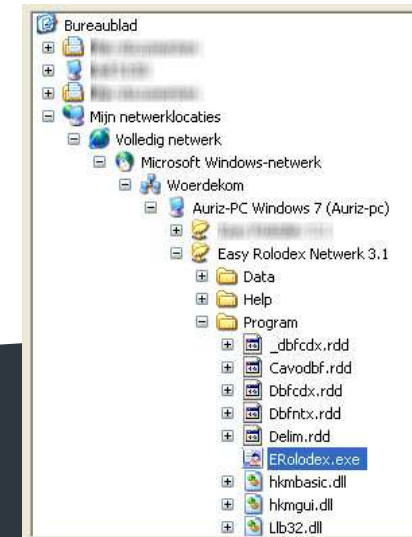 Bureaublad
Mijn netwerklocaties
Volledig netwerk
Microsoft Windows-netwerk
Woerdekom
Auriz-PC Windows 7 (Auriz-pc)
Easy Rolodex Netwerk 3.1
Data
Help
Program
_dbfcdx.rdd
Cavodbf.rdd
Dbfcdx.rdd
Dbfntx.rdd
Delim.rdd
ERolodex.exe
hkmbasic.dll
hkmgui.dll
Llb32.dll